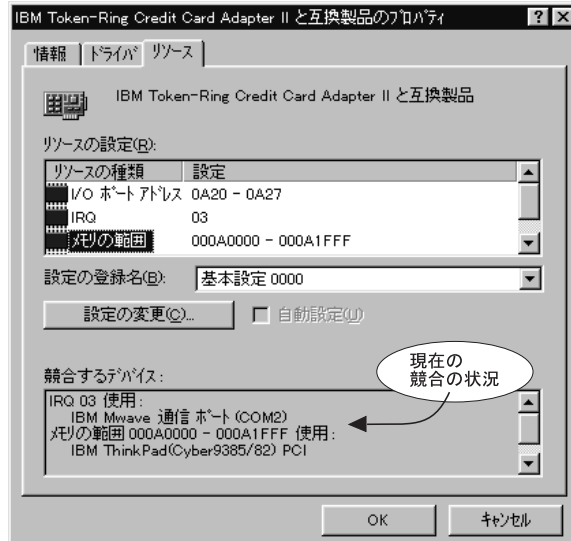 IBM Token-Ring Credit Card Adapter II と互換製品のプロパティ
情報 ドライバ リソース
IBM Token-Ring Credit Card Adapter II と互換製品
リソースの設定(R):
リソースの種類 設定
I/O ポート アドレス 0A20 - 0A27
IRQ 03
メモリの範囲 000A0000 - 000A1FFF
設定の登録名(B): 基本設定 0000
設定の変更(C)... 自動設定(U)
現在の
競合の状況
競合するデバイス:
IRQ 03 使用:
IBM Mwave 通信 ポート (COM2)
メモリの範囲 000A0000 - 000A1FFF 使用:
IBM ThinkPad(Cyber9385/82) PCI
OK キャンセル